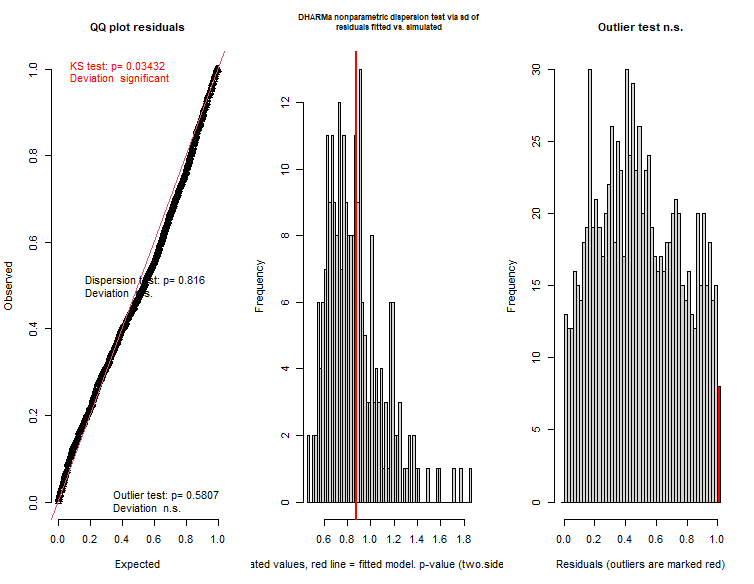 QQ plot residuals
KS test: p= 0.03432
Deviation significant
Dispersion test: p= 0.816
Deviation n.s.
Outlier test: p= 0.5807
Deviation n.s.
Observed
0.0 0.2 0.4 0.6 0.8 1.0
0.0 0.2 0.4 0.6 0.8 1.0
Expected
DHARMa nonparametric dispersion test via sd of
residuals fitted vs. simulated
Frequency
0 2 4 6 8 10 12
0.6 0.8 1.0 1.2 1.4 1.6 1.8
ated values, red line = fitted model. p-value (two.side
Outlier test n.s.
Frequency
0 5 10 15 20 25 30
0.0 0.2 0.4 0.6 0.8 1.0
Residuals (outliers are marked red)